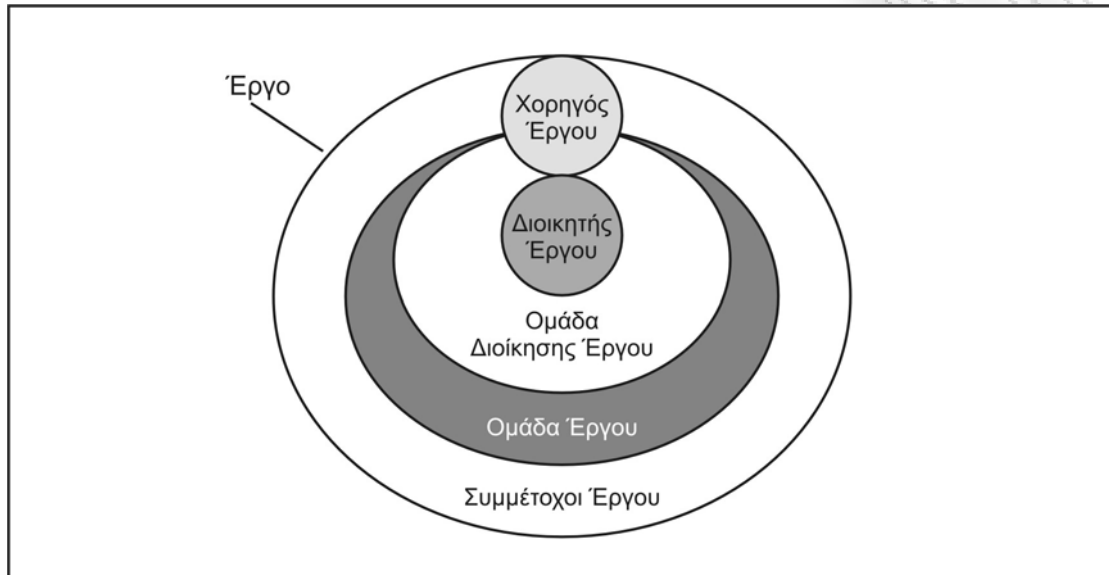 Έργο
Χορηγός
Έργου
Διοικητής
Έργου
Ομάδα
Διοίκησης Έργου
Ομάδα Έργου
Συμμέτοχοι Έργου